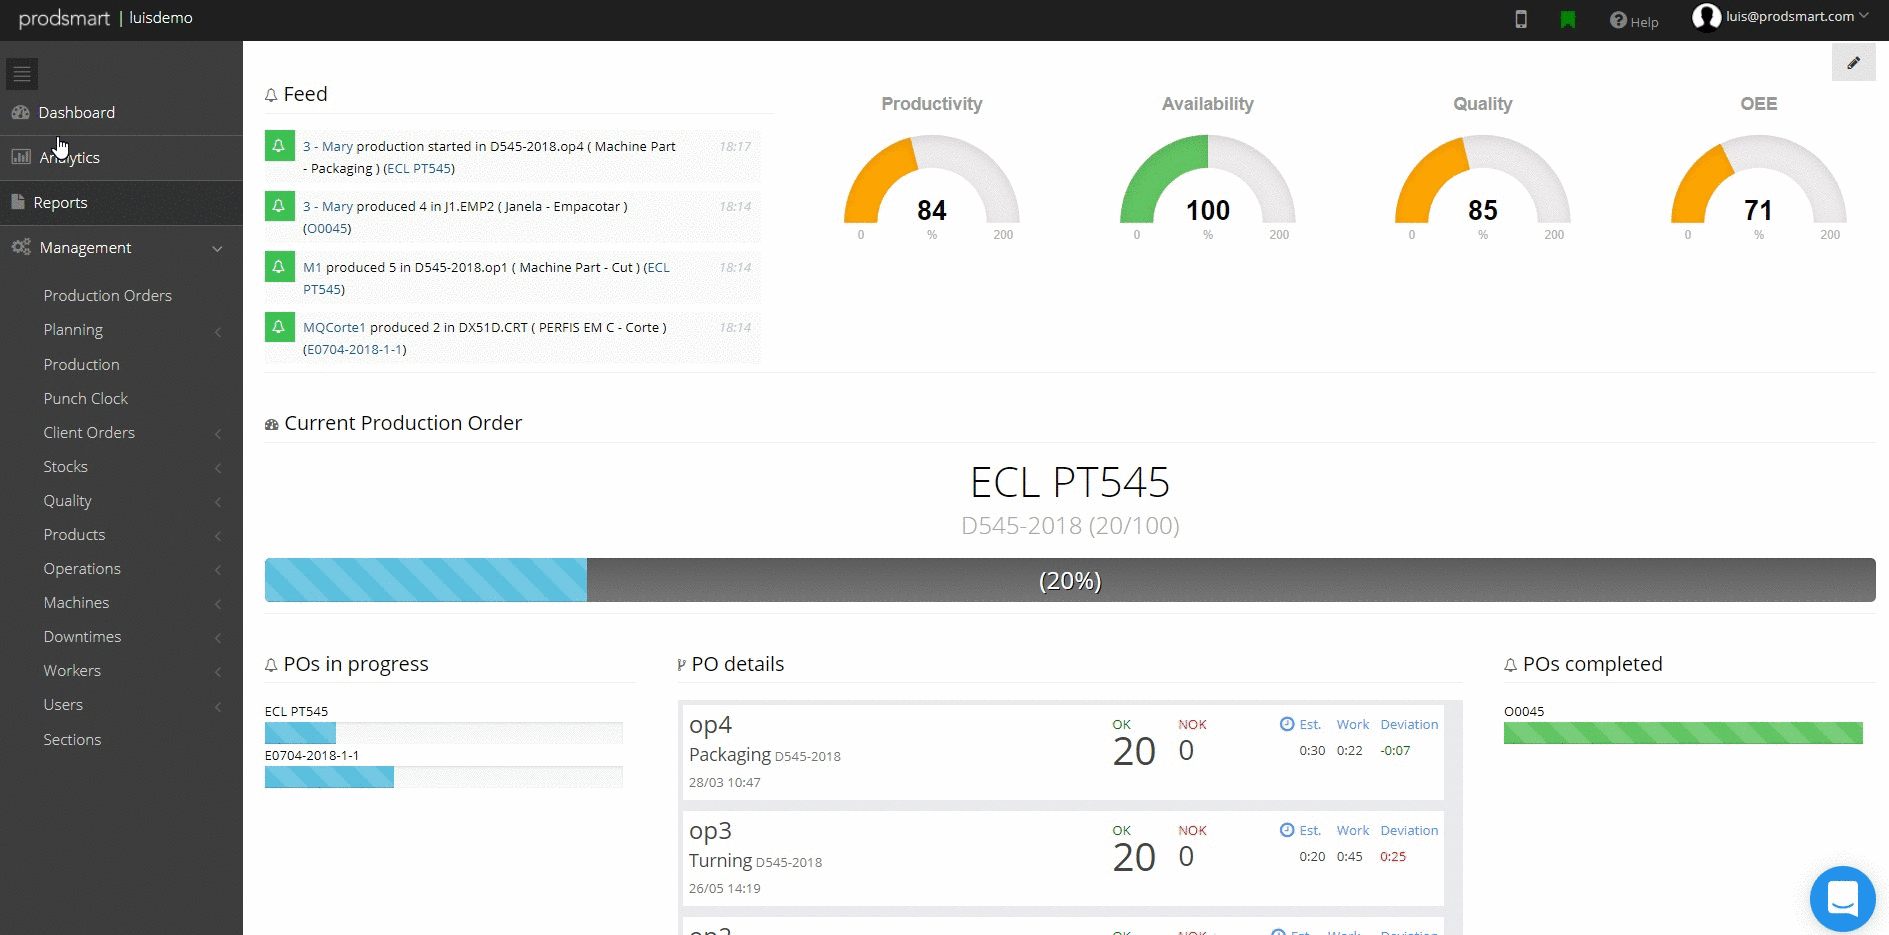 prodsmart | luisdemo
Help
luis@prodsmart.com
Dashboard
Analytics
Reports
Management
Production Orders
Planning
Production
Punch Clock
Client Orders
Stocks
Quality
Products
Operations
Machines
Downtimes
Workers
Users
Sections
Feed
3 - Mary production started in D545-2018.op4 ( Machine Part 18:17
- Packaging ) (ECL PT545)
3 - Mary produced 4 in J1.EMP2 ( Janela - Empacotar ) 18:14
(O0045)
M1 produced 5 in D545-2018.op1 ( Machine Part - Cut ) (ECL 18:14
PT545)
MQCorte1 produced 2 in DX51D.CRT ( PERFIS EM C - Corte ) 18:14
(E0704-2018-1-1)
Productivity
84
0 % 200
Availability
100
0 % 200
Quality
85
0 % 200
OEE
71
0 % 200
Current Production Order
ECL PT545
D545-2018 (20/100)
(20%)
POs in progress
ECL PT545
E0704-2018-1-1
PO details
op4
Packaging D545-2018
28/03 10:47
OK NOK
20 0
Est. Work Deviation
0:30 0:22 -0:07
op3
Turning D545-2018
26/05 14:19
OK NOK
20 0
Est. Work Deviation
0:20 0:45 0:25
POs completed
O0045